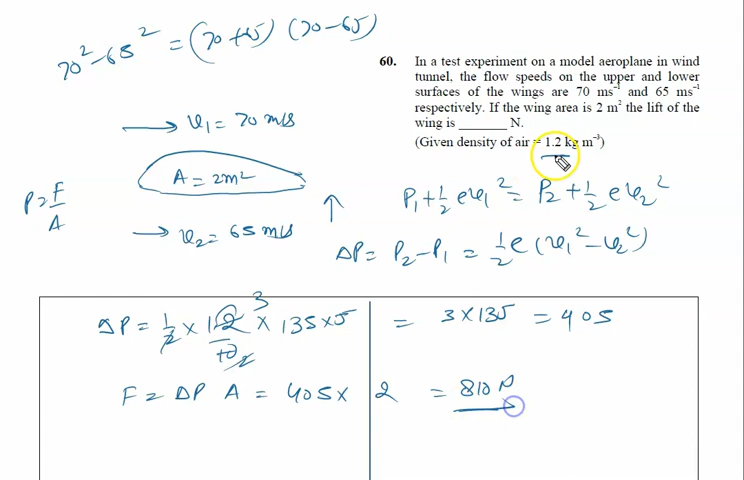 70² - 65² = (70 + 65) (70 - 65)
60. In a test experiment on a model aeroplane in wind
tunnel, the flow speeds on the upper and lower
surfaces of the wings are 70 ms⁻¹ and 65 ms⁻¹
respectively. If the wing area is 2 m² the lift of the
wing is ______ N.
(Given density of air = 1.2 kg m⁻³)
→ v₁ = 70 m/s
A = 2m²
P = F/A
→ v₂ = 65 m/s
P₁ + ½ ρv₁² = P₂ + ½ ρv₂²
ΔP = P₂ - P₁ = ½ ρ (v₁² - v₂²)
ΔP = ½ × 12/10 × 135 × 5 = 3 × 135 = 405
3
2
F = ΔP A = 405 × 2 = 810 N